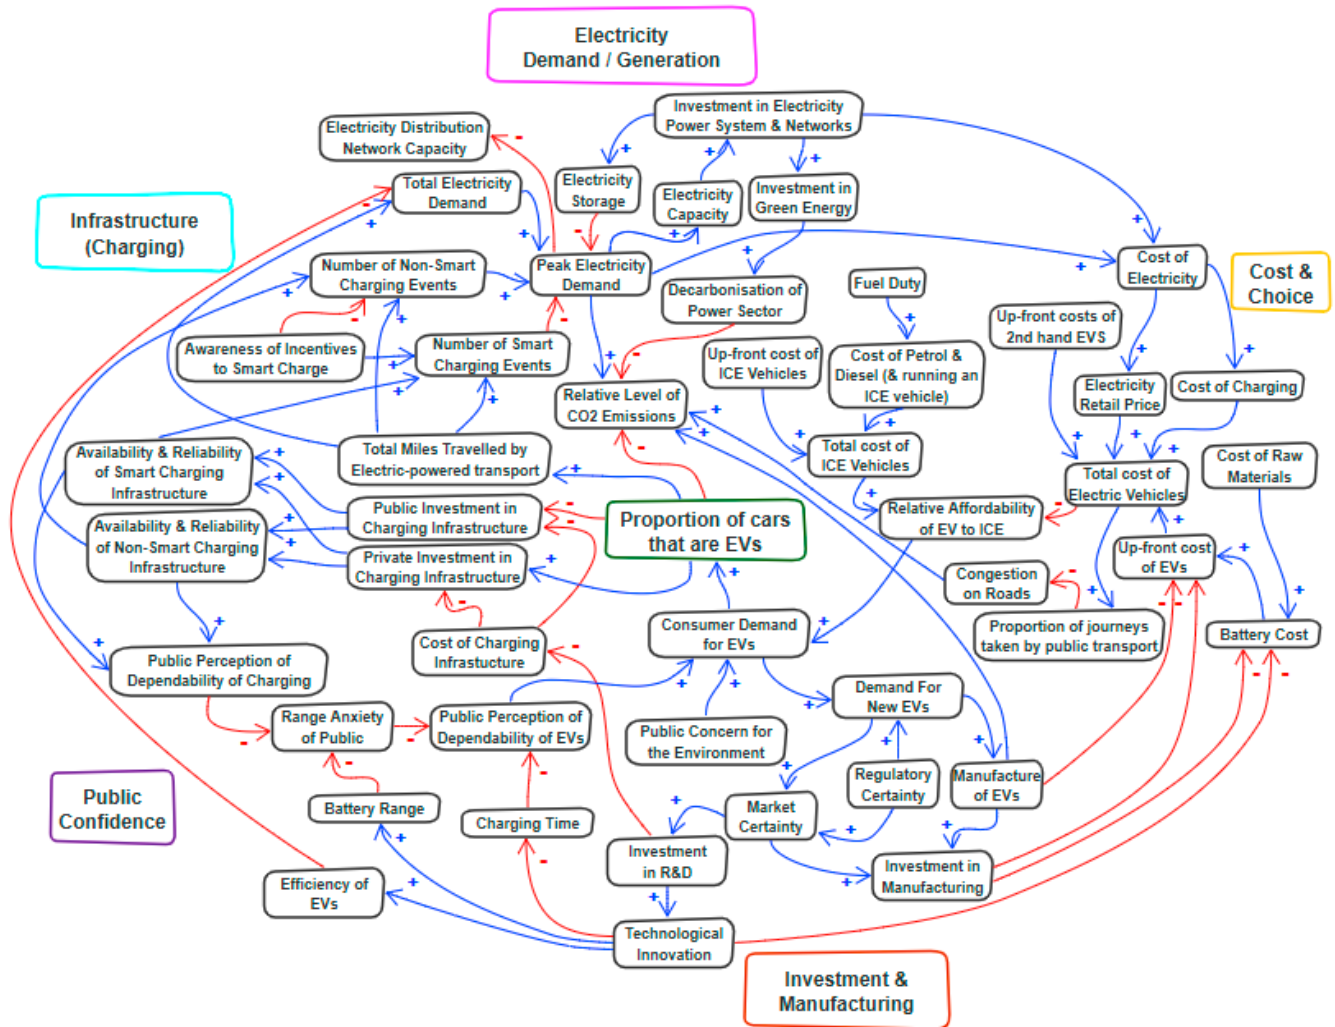 Electricity
Demand / Generation
Investment in Electricity
Power System & Networks
Electricity Distribution
Network Capacity
Total Electricity
Demand
Electricity
Storage
Electricity
Capacity
Investment in
Green Energy
Infrastructure
(Charging)
Number of Non-Smart
Charging Events
Peak Electricity
Demand
Decarbonisation of
Power Sector
Fuel Duty
Cost of
Electricity
Cost &
Choice
Awareness of Incentives
to Smart Charge
Number of Smart
Charging Events
Up-front cost of
ICE Vehicles
Cost of Petrol &
Diesel (& running an
ICE vehicle)
Up-front costs of
2nd hand EVS
Relative Level of
CO2 Emissions
Electricity
Retail Price
Cost of Charging
Availability & Reliability
of Smart Charging
Infrastructure
Total Miles Travelled by
Electric-powered transport
Total cost of
ICE Vehicles
Total cost of
Electric Vehicles
Cost of Raw
Materials
Public Investment in
Charging Infrastructure
Proportion of cars
that are EVs
Relative Affordability
of EV to ICE
Availability & Reliability
of Non-Smart Charging
Infrastructure
Private Investment in
Charging Infrastructure
Up-front cost
of EVs
Congestion
on Roads
Cost of Charging
Infrastucture
Consumer Demand
for EVs
Proportion of journeys
taken by public transport
Battery Cost
Public Perception of
Dependability of Charging
Demand For
New EVs
Range Anxiety
of Public
Public Perception of
Dependability of EVs
Public Concern for
the Environment
Public
Confidence
Battery Range
Charging Time
Market
Certainty
Regulatory
Certainty
Manufacture
of EVs
Investment
in R&D
Investment in
Manufacturing
Efficiency of
EVs
Technological
Innovation
Investment &
Manufacturing